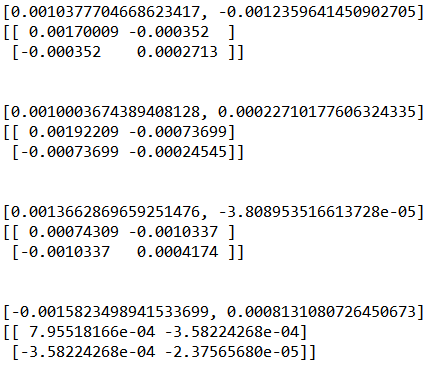 [0.0010377704668623417, -0.0012359641450902705]
[[ 0.00170009 -0.000352  ]
 [-0.000352    0.0002713 ]]
[0.0010003674389408128, 0.00022710177606324335]
[[ 0.00192209 -0.00073699]
 [-0.00073699 -0.00024545]]
[0.0013662869659251476, -3.808953516613728e-05]
[[ 0.00074309 -0.0010337 ]
 [-0.0010337   0.0004174 ]]
[-0.0015823498941533699, 0.0008131080726450673]
[[ 7.95518166e-04 -3.58224268e-04]
 [-3.58224268e-04 -2.37565680e-05]]